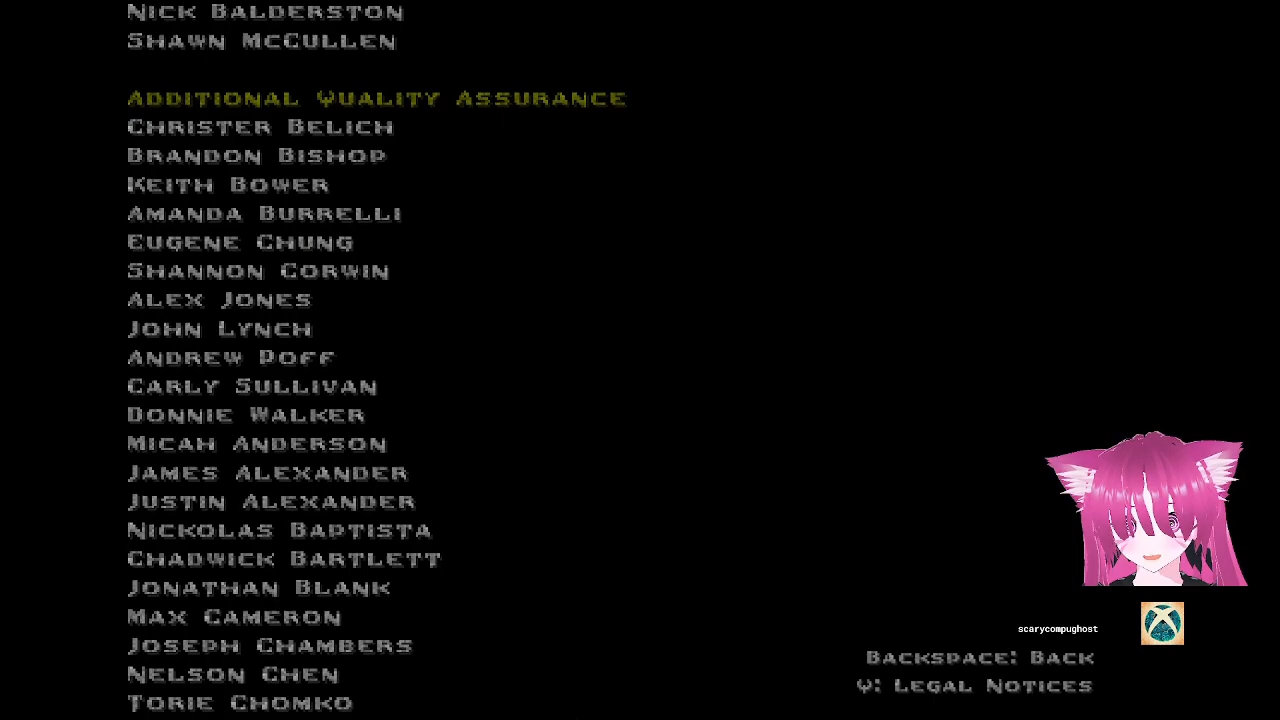 Nick Balderston
Shawn McCullen
Additional Quality Assurance
Christer Belich
Brandon Bishop
Keith Bower
Amanda Burrelli
Eugene Chung
Shannon Corwin
Alex Jones
John Lynch
Andrew Poff
Carly Sullivan
Donnie Walker
Micah Anderson
James Alexander
Justin Alexander
Nickolas Baptista
Chadwick Bartlett
Jonathan Blank
Max Cameron
Joseph Chambers
Nelson Chen
Torie Chomko
scarycompughost
Backspace: Back
Q: Legal Notices